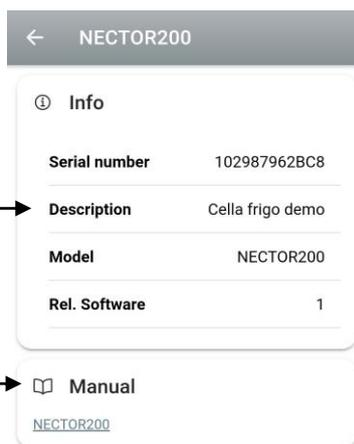 NECTOR200
Info
Serial number 102987962BC8
Description Cella frigo demo
Model NECTOR200
Rel. Software 1
Manual
NECTOR200